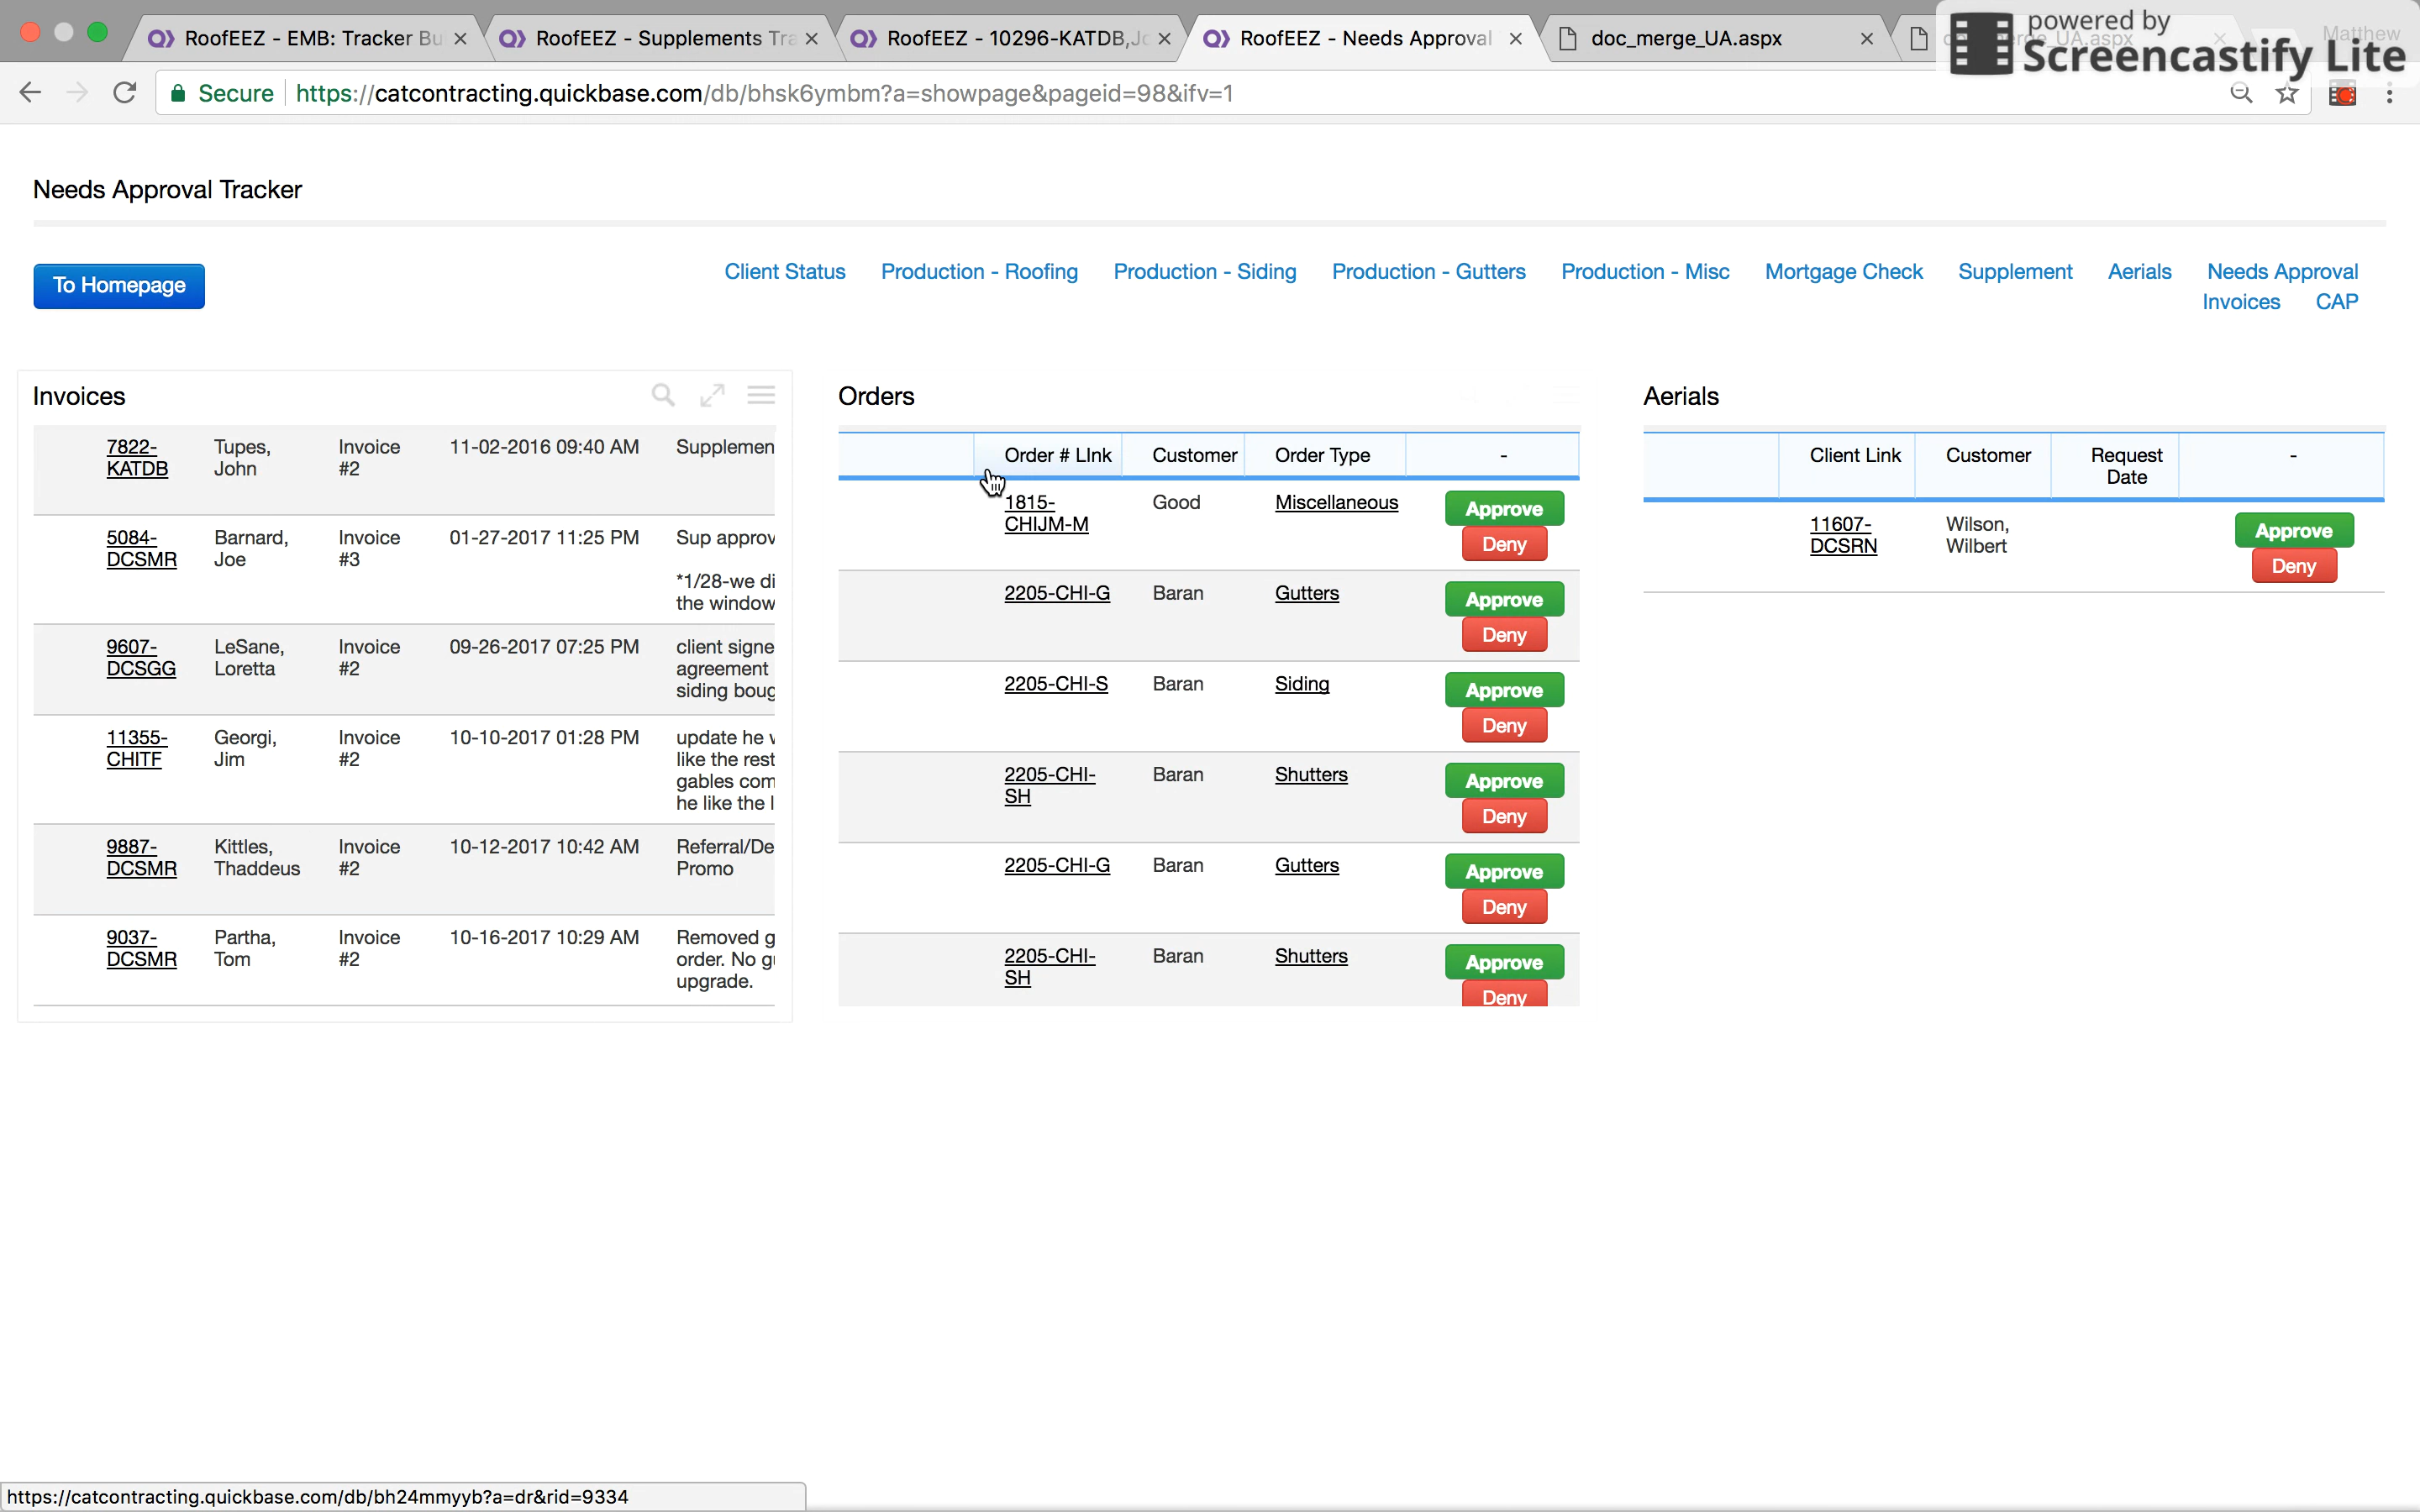 RoofEEZ - EMB: Tracker Bu
RoofEEZ - Supplements Tra
RoofEEZ - 10296-KATDB,Jo
RoofEEZ - Needs Approval
doc_merge_UA.aspx
Matthew
powered by
Screencastify Lite
Secure
https://catcontracting.quickbase.com/db/bhsk6ymbm?a=showpage&pageid=98&ifv=1
Needs Approval Tracker
To Homepage
Client Status Production - Roofing Production - Siding Production - Gutters Production - Misc Mortgage Check Supplement Aerials Needs Approval
Invoices CAP
Invoices
7822- Tupes, Invoice 11-02-2016 09:40 AM Supplemen
KATDB John #2
5084- Barnard, Invoice 01-27-2017 11:25 PM Sup approv
DCSMR Joe #3
*1/28-we di
the window
9607- LeSane, Invoice 09-26-2017 07:25 PM client signe
DCSGG Loretta #2 agreement
siding boug
11355- Georgi, Invoice 10-10-2017 01:28 PM update he v
CHITF Jim #2 like the rest
gables com
he like the l
9887- Kittles, Invoice 10-12-2017 10:42 AM Referral/De
DCSMR Thaddeus #2 Promo
9037- Partha, Invoice 10-16-2017 10:29 AM Removed g
DCSMR Tom #2 order. No g
upgrade.
Orders
Order # LInk Customer Order Type -
1815- Good Miscellaneous Approve
CHIJM-M Deny
2205-CHI-G Baran Gutters Approve
Deny
2205-CHI-S Baran Siding Approve
Deny
2205-CHI- Baran Shutters Approve
SH Deny
2205-CHI-G Baran Gutters Approve
Deny
2205-CHI- Baran Shutters Approve
SH Deny
Aerials
Client Link Customer Request -
Date
11607- Wilson, Approve
DCSRN Wilbert Deny
https://catcontracting.quickbase.com/db/bh24mmyyb?a=dr&rid=9334